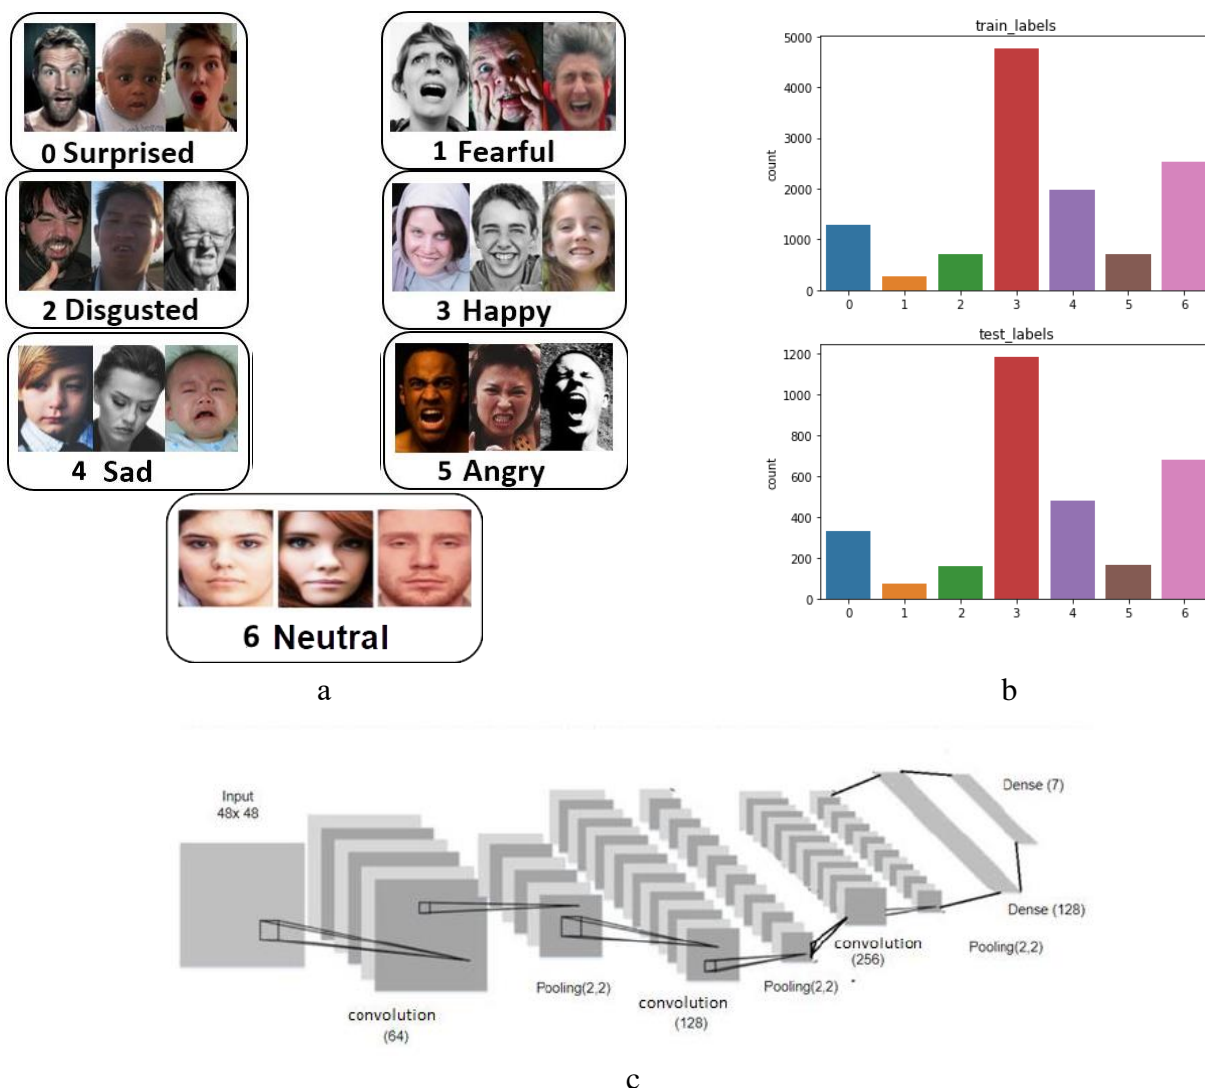 0 Surprised
1 Fearful
2 Disgusted
3 Happy
4 Sad
5 Angry
6 Neutral
a
train_labels
5000
4000
3000
2000
1000
0
count
0 1 2 3 4 5 6
test_labels
1200
1000
800
600
400
200
0
count
0 1 2 3 4 5 6
b
Input
48x 48
convolution
(64)
Pooling(2,2)
convolution
(128)
Pooling(2,2)
convolution
(256)
Pooling(2,2)
Dense (128)
Dense (7)
c